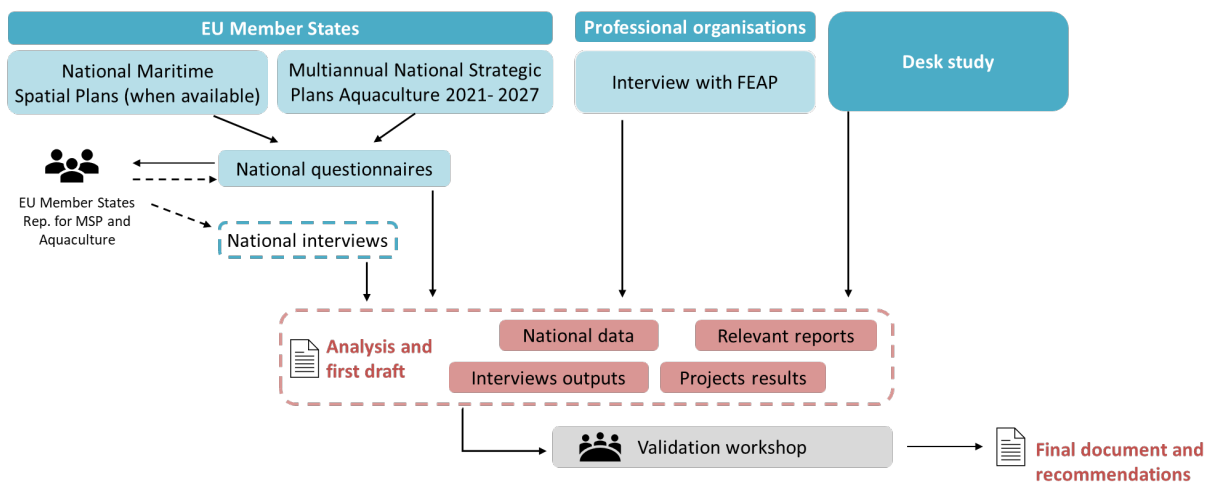 EU Member States
Professional organisations
Desk study
National Maritime
Spatial Plans (when available)
Multiannual National Strategic
Plans Aquaculture 2021- 2027
Interview with FEAP
National questionnaires
EU Member States
Rep. for MSP and
Aquaculture
National interviews
Analysis and
first draft
National data
Relevant reports
Interviews outputs
Projects results
Validation workshop
Final document and
recommendations